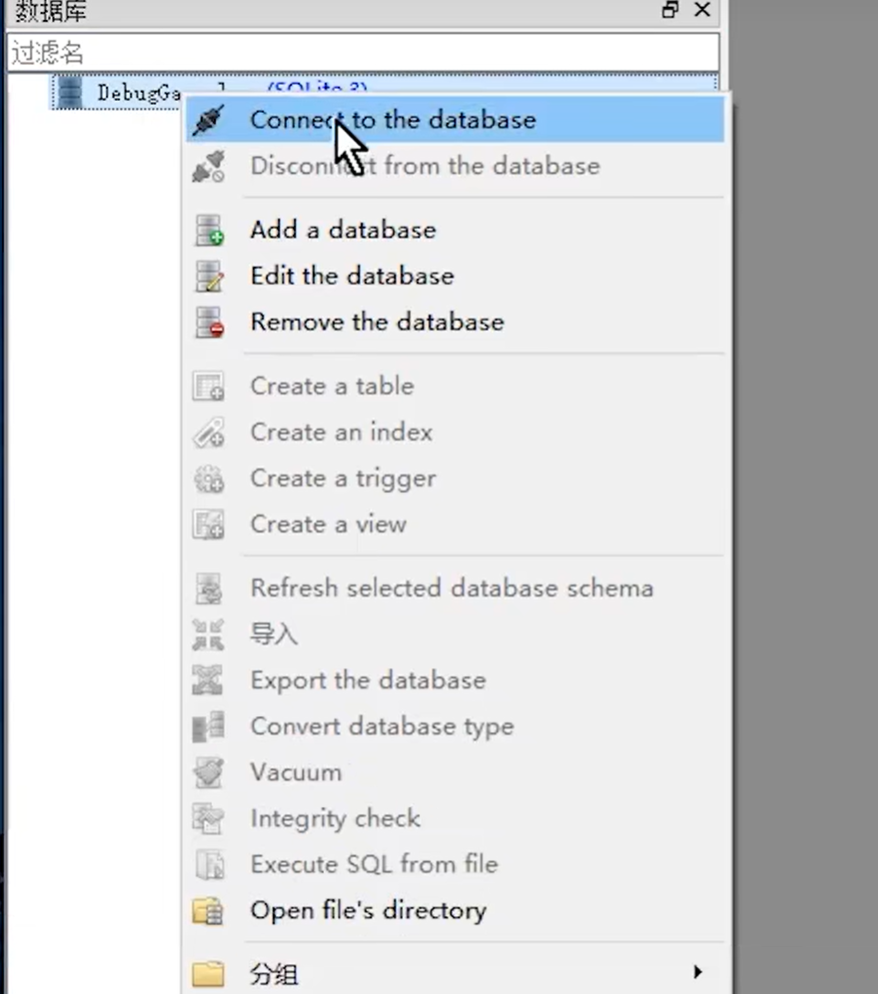 数据库
过滤名
(SQLite 3)
Connect to the database
Disconnect from the database
Add a database
Edit the database
Remove the database
Create a table
Create an index
Create a trigger
Create a view
Refresh selected database schema
导入
Export the database
Convert database type
Vacuum
Integrity check
Execute SQL from file
Open file's directory
分组